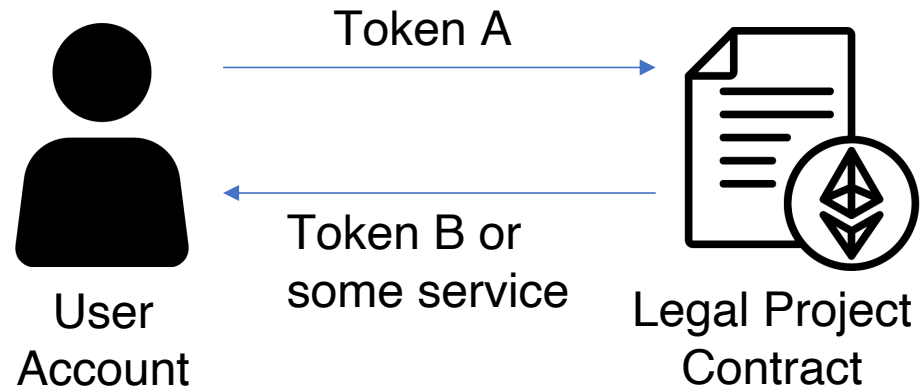 Token A
Token B or
some service
User
Account
Legal Project
Contract